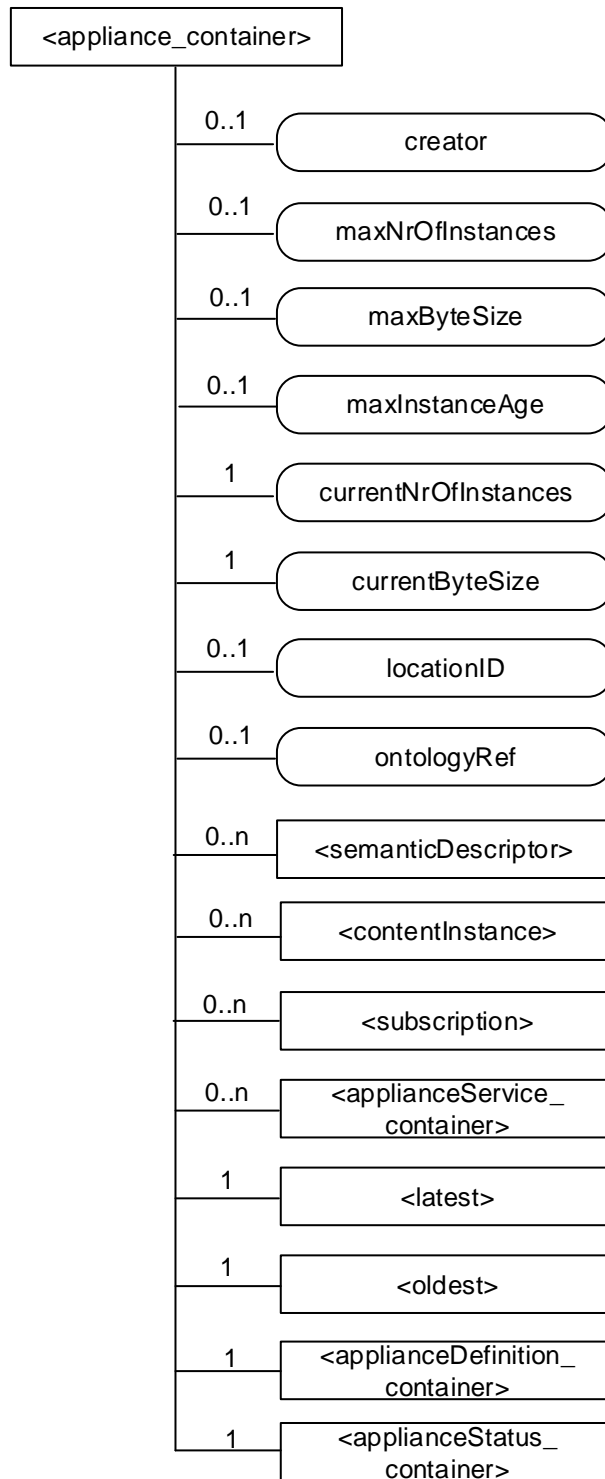 <appliance_container>
0..1
creator
0..1
maxNrOfInstances
0..1
maxByteSize
0..1
maxInstanceAge
1
currentNrOfInstances
1
currentByteSize
0..1
locationID
0..1
ontologyRef
0..n
<semanticDescriptor>
0..n
<contentInstance>
0..n
<subscription>
0..n
<applianceService_
container>
1
<latest>
1
<oldest>
1
<applianceDefinition_
container>
1
<applianceStatus_
container>